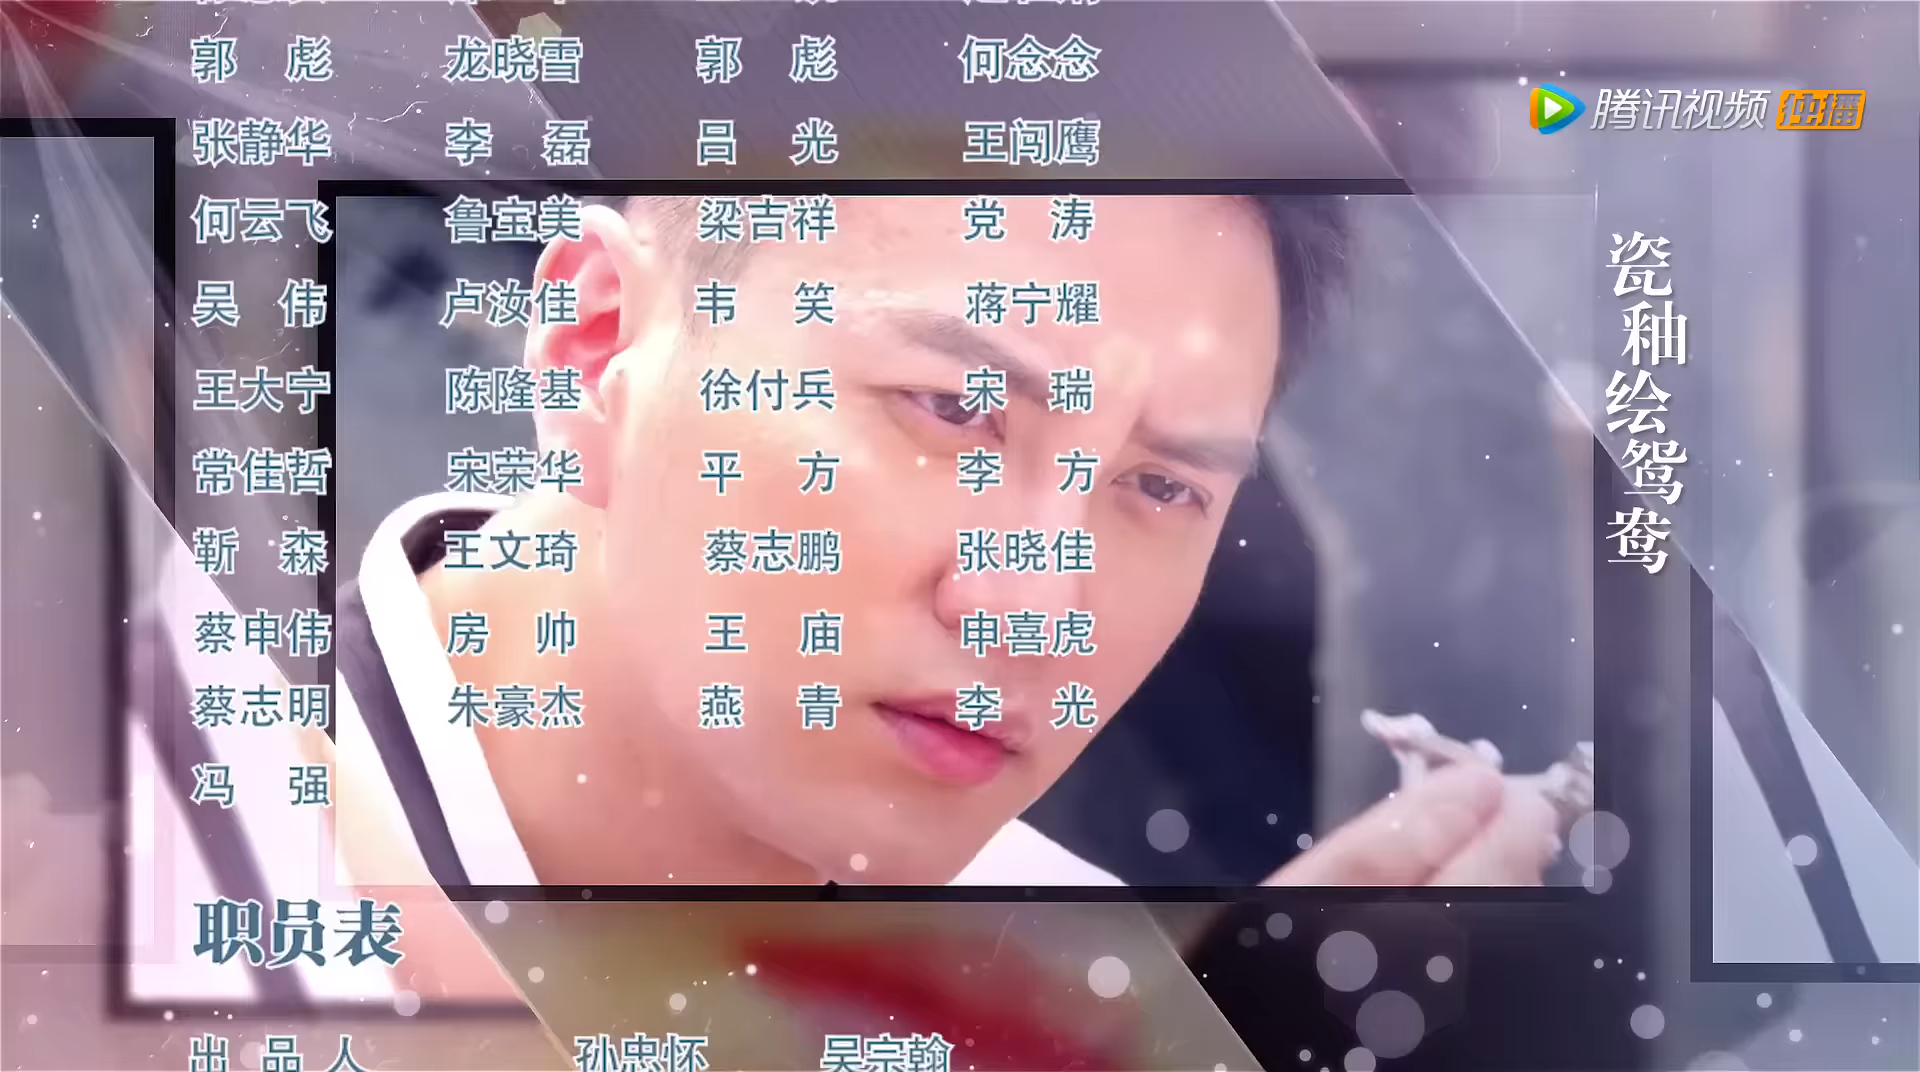 郭彪 龙晓雪 郭彪 何念念
张静华 李磊 吕光 王闯鹰
何云飞 鲁宝美 梁吉祥 党涛
吴伟 卢汝佳 韦笑 蒋宁耀
王大宁 陈隆基 徐付兵 宋瑞
常佳哲 宋荣华 平方 李方
靳森 王文琦 蔡志鹏 张晓佳
蔡申伟 房帅 王庙 申喜虎
蔡志明 朱豪杰 燕青 李光
冯强
职员表
出品人 孙忠怀 吴宗翰
腾讯视频 独播
瓷釉绘鸳鸯